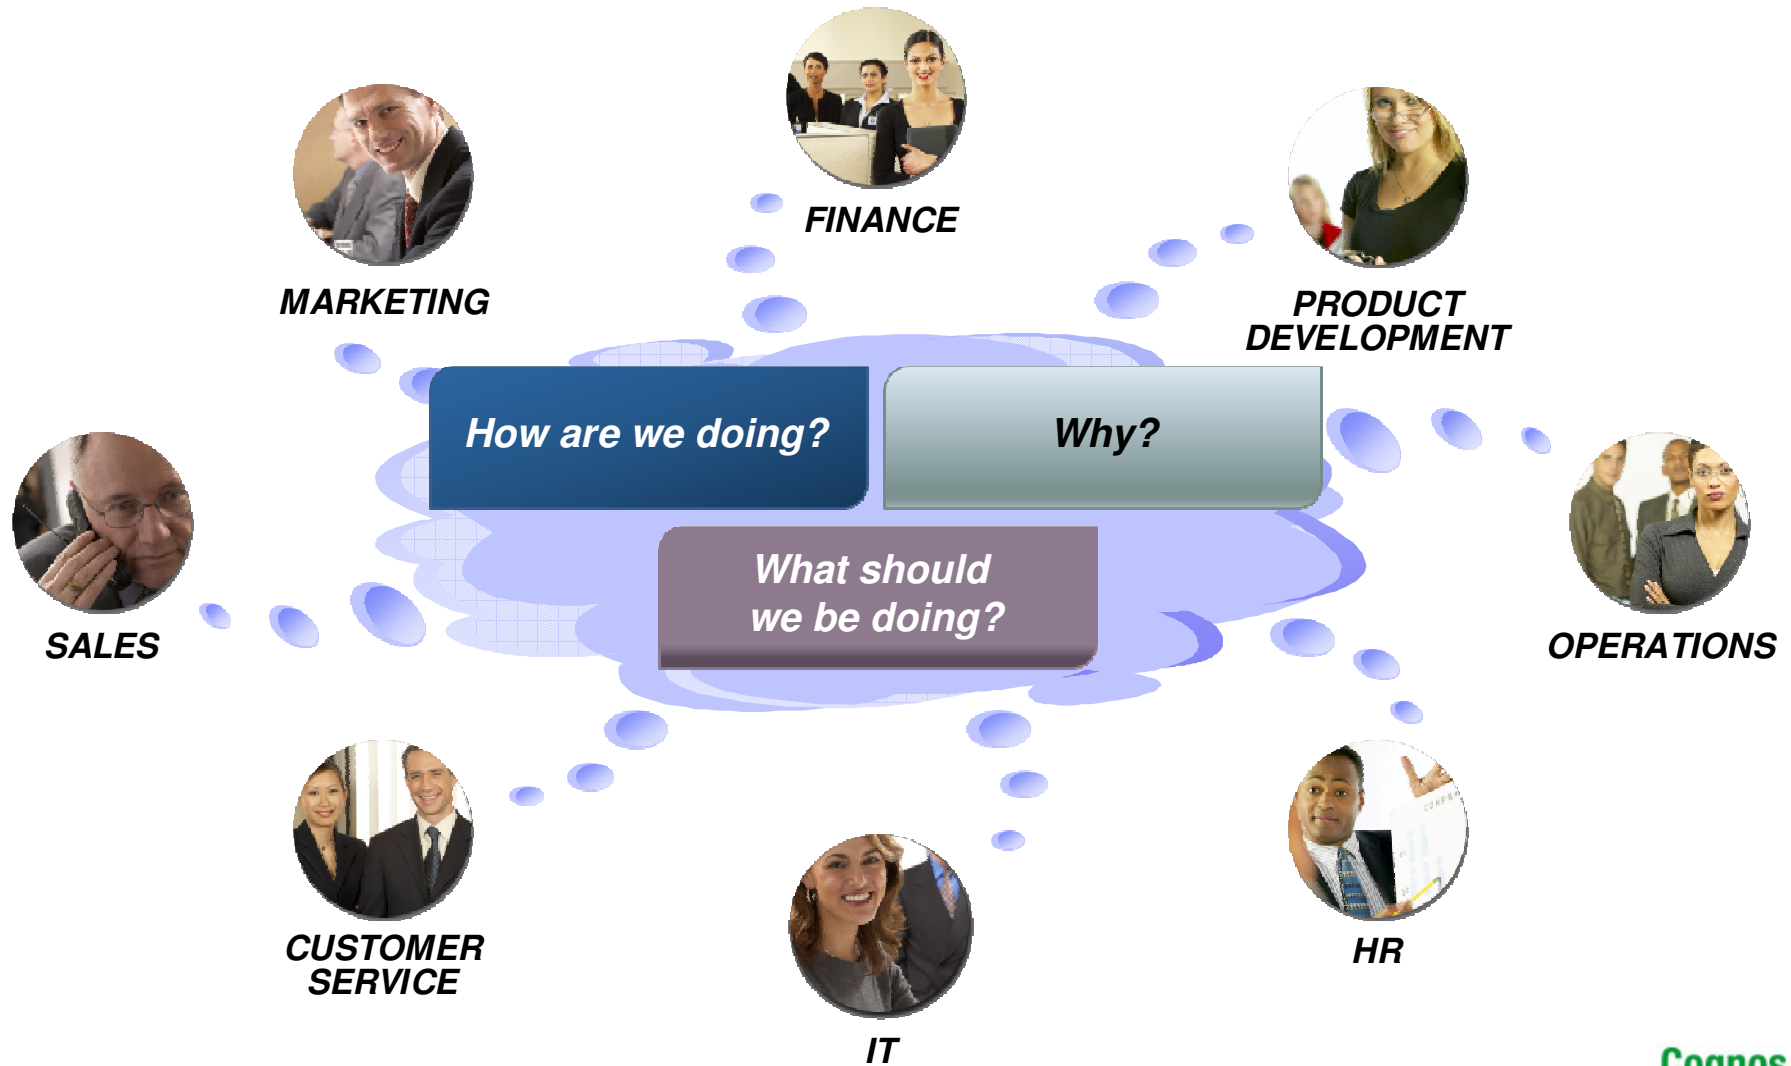 FINANCE
MARKETING
PRODUCT
DEVELOPMENT
How are we doing?
Why?
What should
we be doing?
SALES
OPERATIONS
CUSTOMER
SERVICE
HR
IT
Cognos